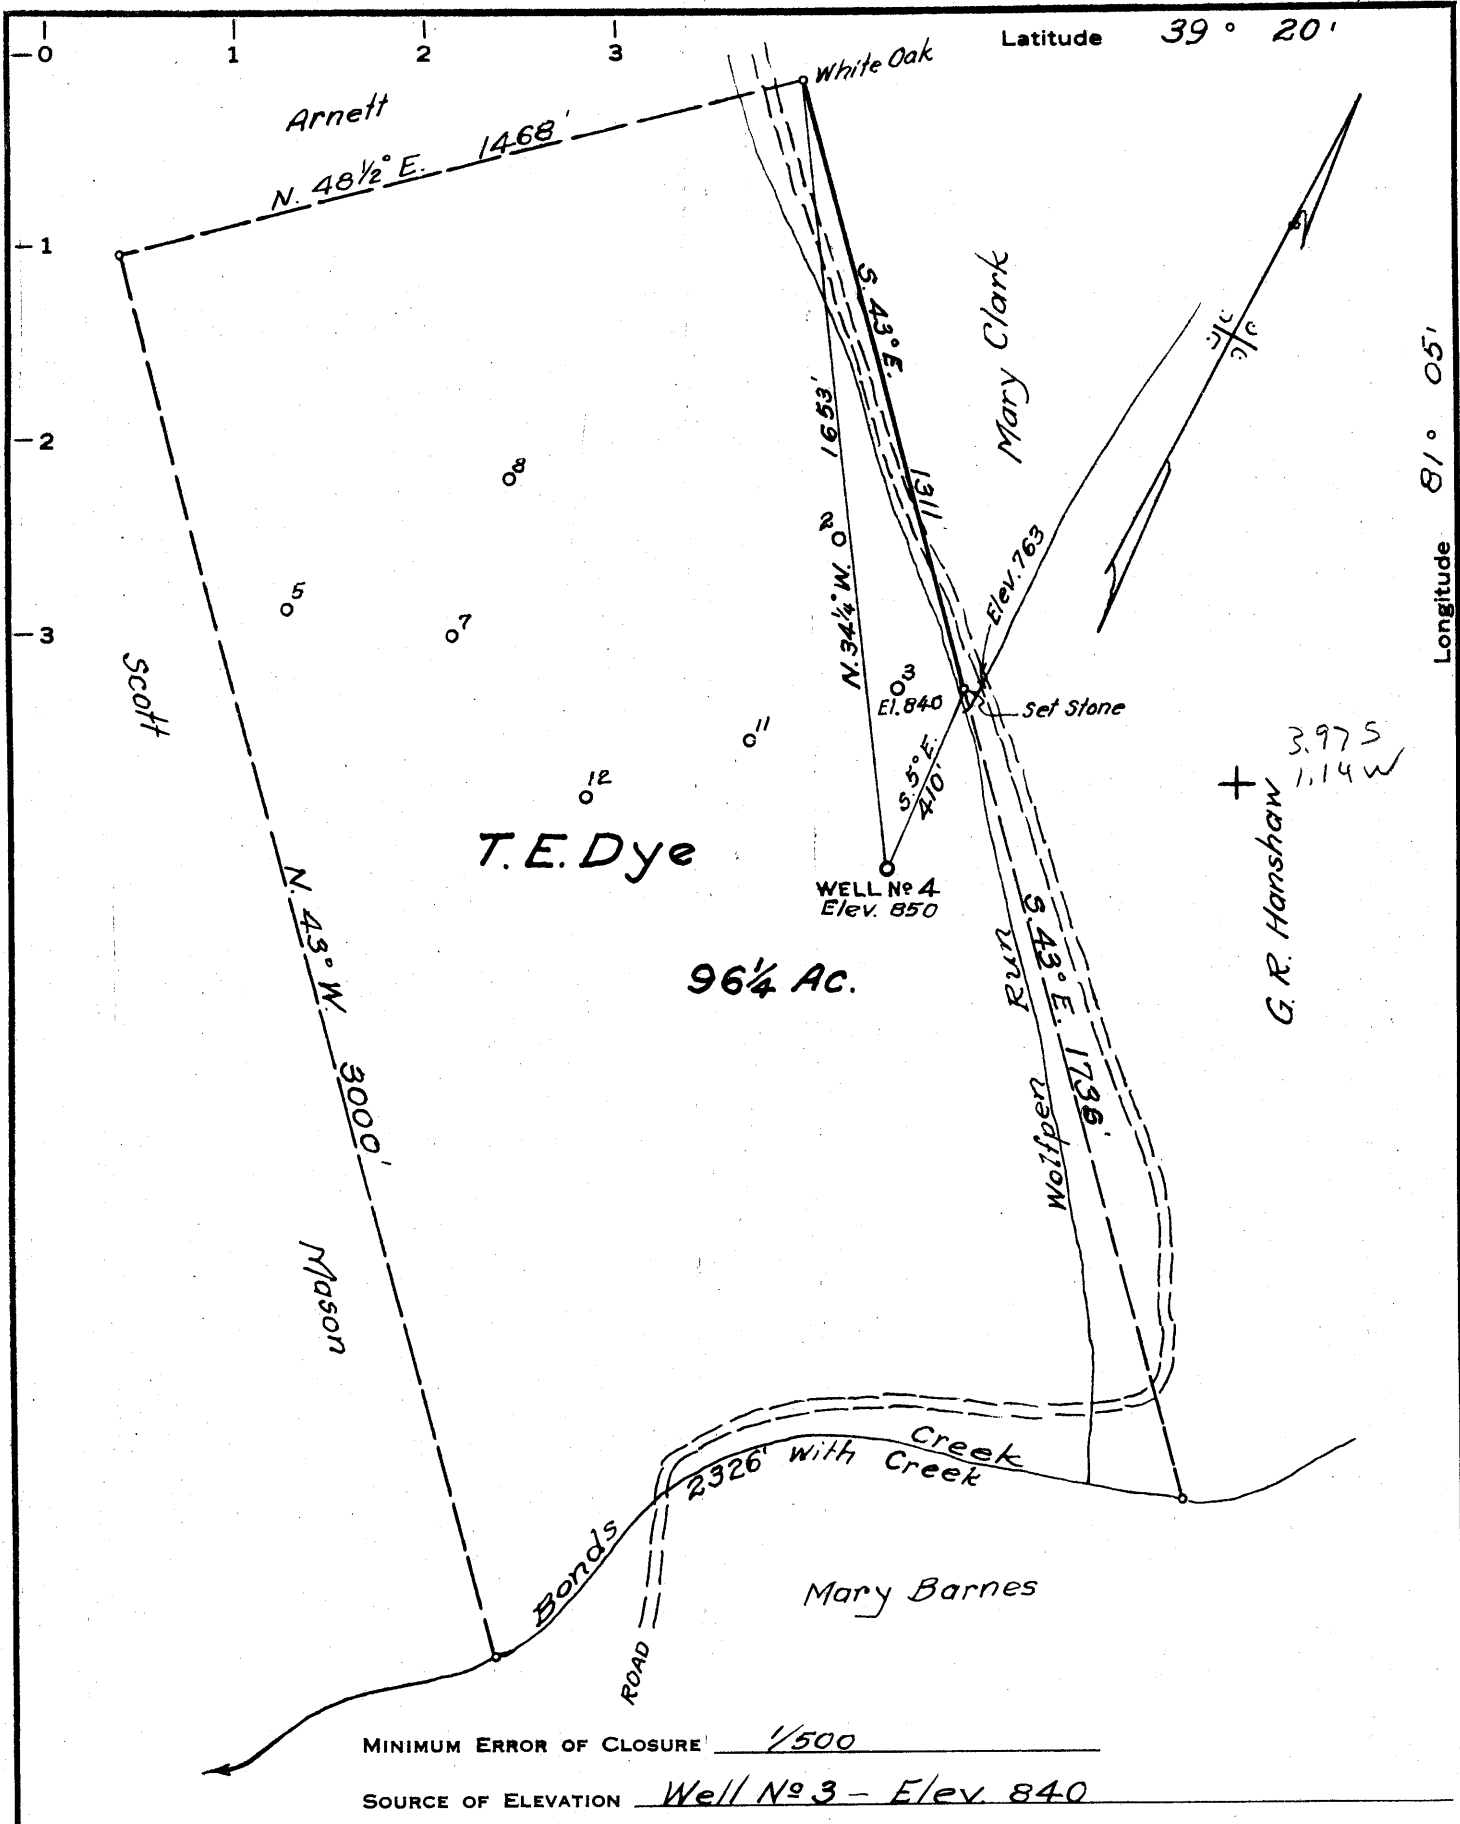 0 1 2 3
Latitude 39° 20'
White Oak
Arnett
N. 48½° E. 1468'
1
2
3
S. 43° E. 1311
Mary Clark
Longitude 81° 05'
1653'
N. 34¼° W.
8
2
5
7
3
El. 840
Elev. 763
Set Stone
11
12
S. 5° E.
410'
Scott
3.97 S
1.14 W
T. E. Dye
WELL No 4
Elev. 850
G. R. Hanshaw
N. 43° W. 3000'
96¼ Ac.
S. 43° E. 1736'
Wolfpen Run
Mason
Bonds Creek
2326' with Creek
Mary Barnes
ROAD
MINIMUM ERROR OF CLOSURE 1/500
SOURCE OF ELEVATION Well No 3 - Elev. 840